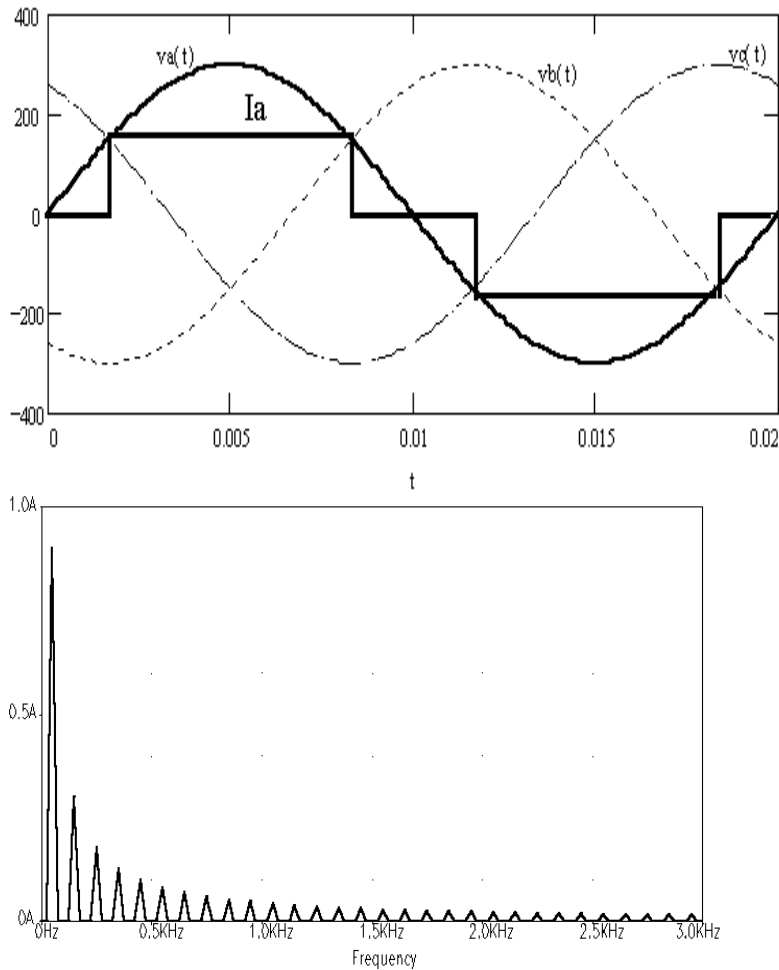 400
va(t)
vb(t)
vc(t)
Ia
200
0
−200
−400
0 0.005 0.01 0.015 0.02
t
1.0A
0.5A
0A
0Hz 0.5KHz 1.0KHz 1.5KHz 2.0KHz 2.5KHz 3.0KHz
Frequency